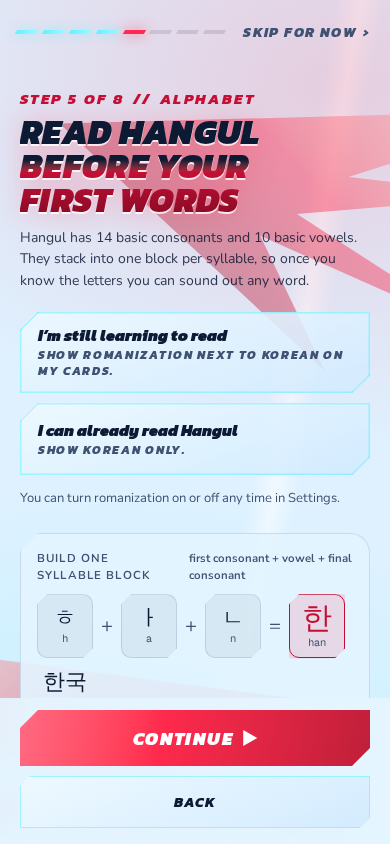 SKIP FOR NOW >
STEP 5 OF 8 // ALPHABET
READ HANGUL
BEFORE YOUR
FIRST WORDS
Hangul has 14 basic consonants and 10 basic vowels.
They stack into one block per syllable, so once you
know the letters you can sound out any word.
I'm still learning to read
SHOW ROMANIZATION NEXT TO KOREAN ON
MY CARDS.
I can already read Hangul
SHOW KOREAN ONLY.
You can turn romanization on or off any time in Settings.
BUILD ONE
SYLLABLE BLOCK
first consonant + vowel + final
consonant
ㅎ + ㅏ + ㄴ = 한
h a n han
한국
CONTINUE ▶
BACK